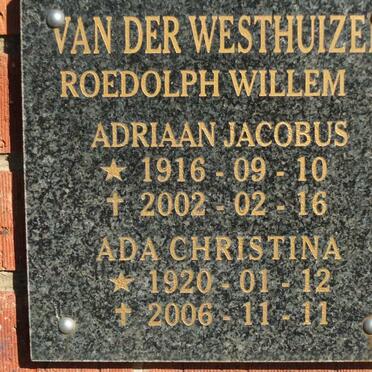 VAN DER WESTHUIZE
ROEDOLPH WILLEM
ADRIAAN JACOBUS
★ 1916 - 09 - 10
✝ 2002 - 02 - 16
ADA CHRISTINA
★ 1920 - 01 - 12
✝ 2006 - 11 - 11